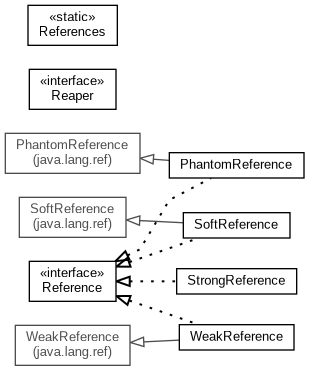 «static»
References
«interface»
Reaper
PhantomReference
(java.lang.ref)
PhantomReference
SoftReference
(java.lang.ref)
SoftReference
«interface»
Reference
StrongReference
WeakReference
(java.lang.ref)
WeakReference